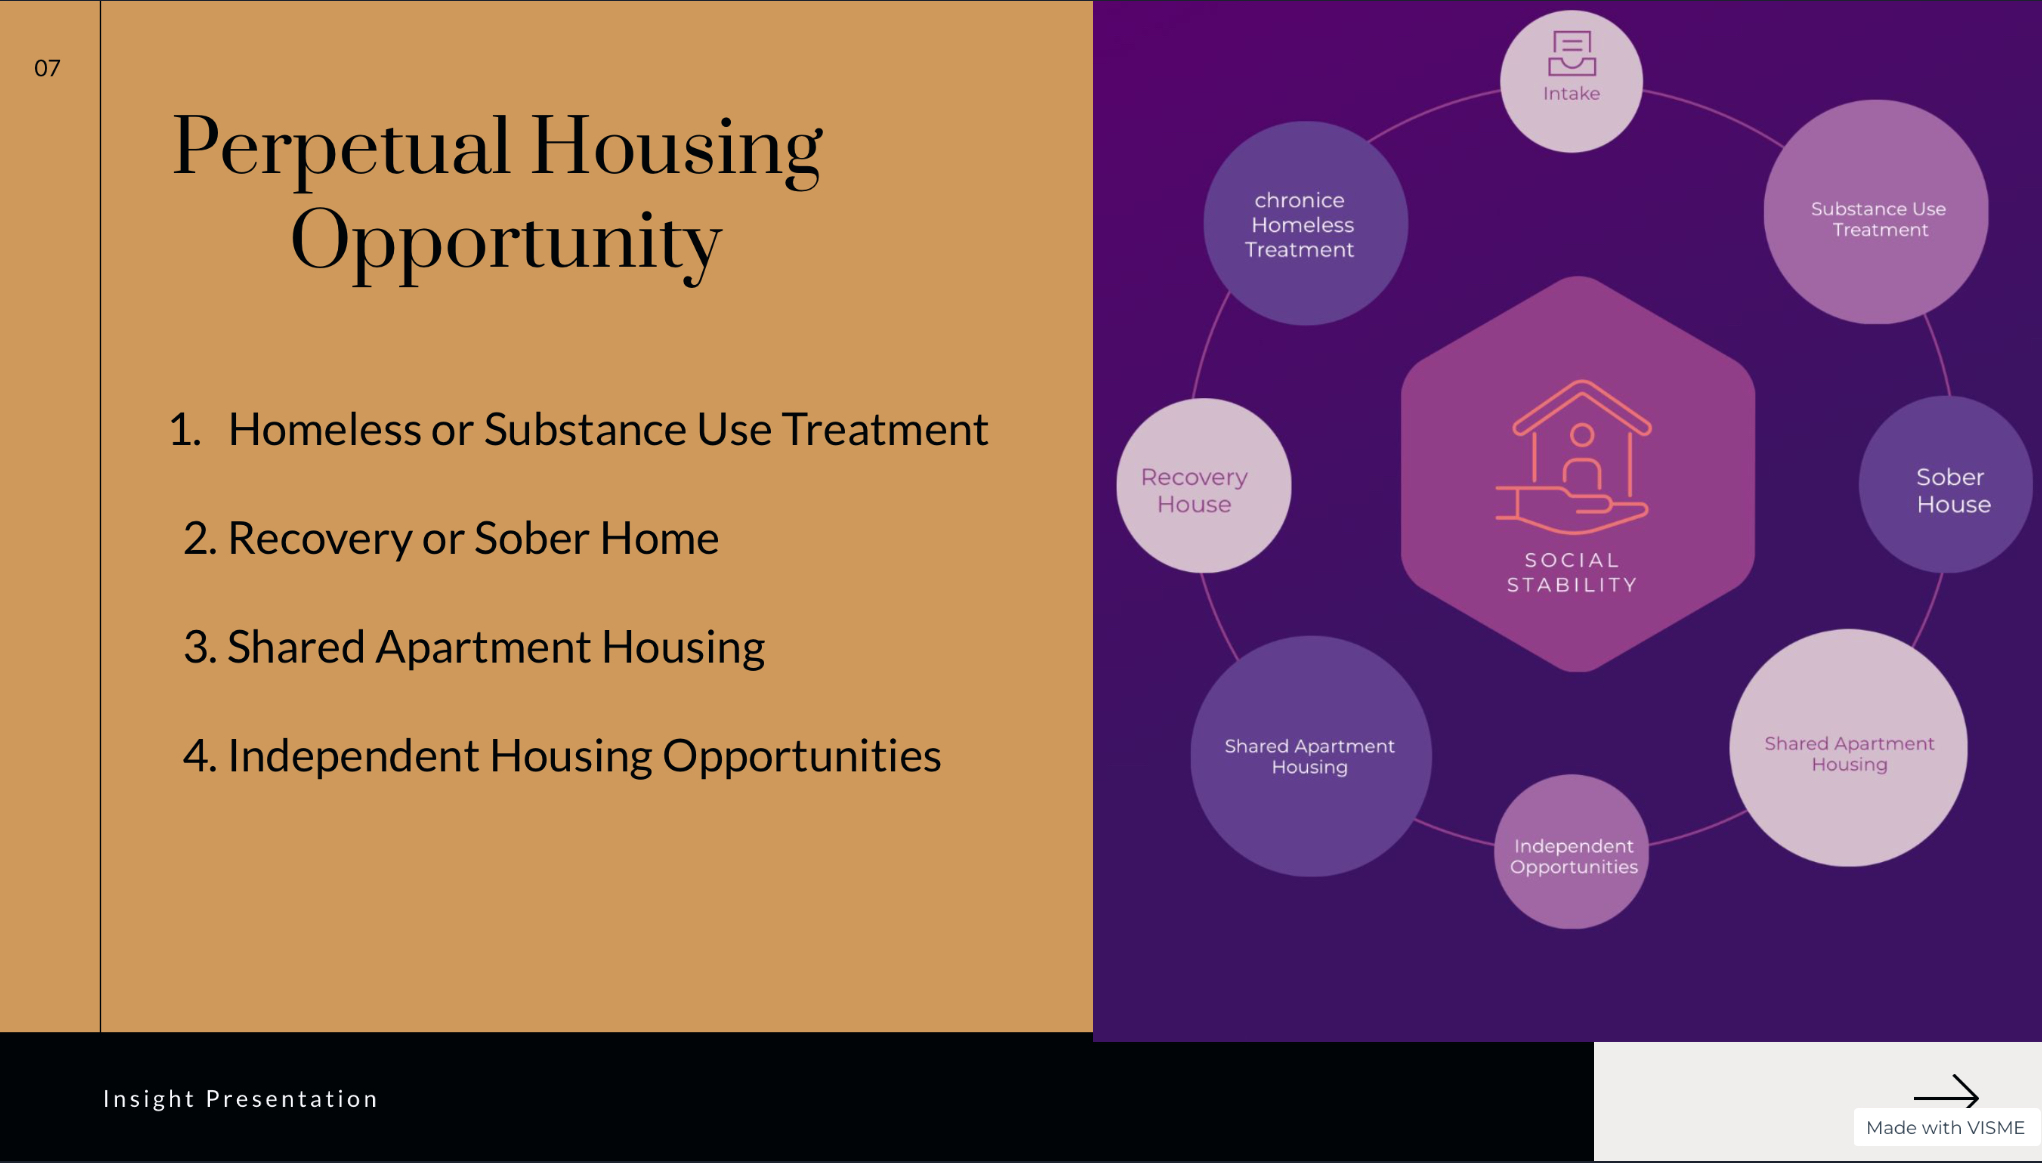 07
Perpetual Housing
Opportunity
1. Homeless or Substance Use Treatment
2. Recovery or Sober Home
3. Shared Apartment Housing
4. Independent Housing Opportunities
Intake
chronice
Homeless
Treatment
Substance Use
Treatment
Recovery
House
SOCIAL
STABILITY
Sober
House
Shared Apartment
Housing
Shared Apartment
Housing
Independent
Opportunities
Insight Presentation
Made with VISME